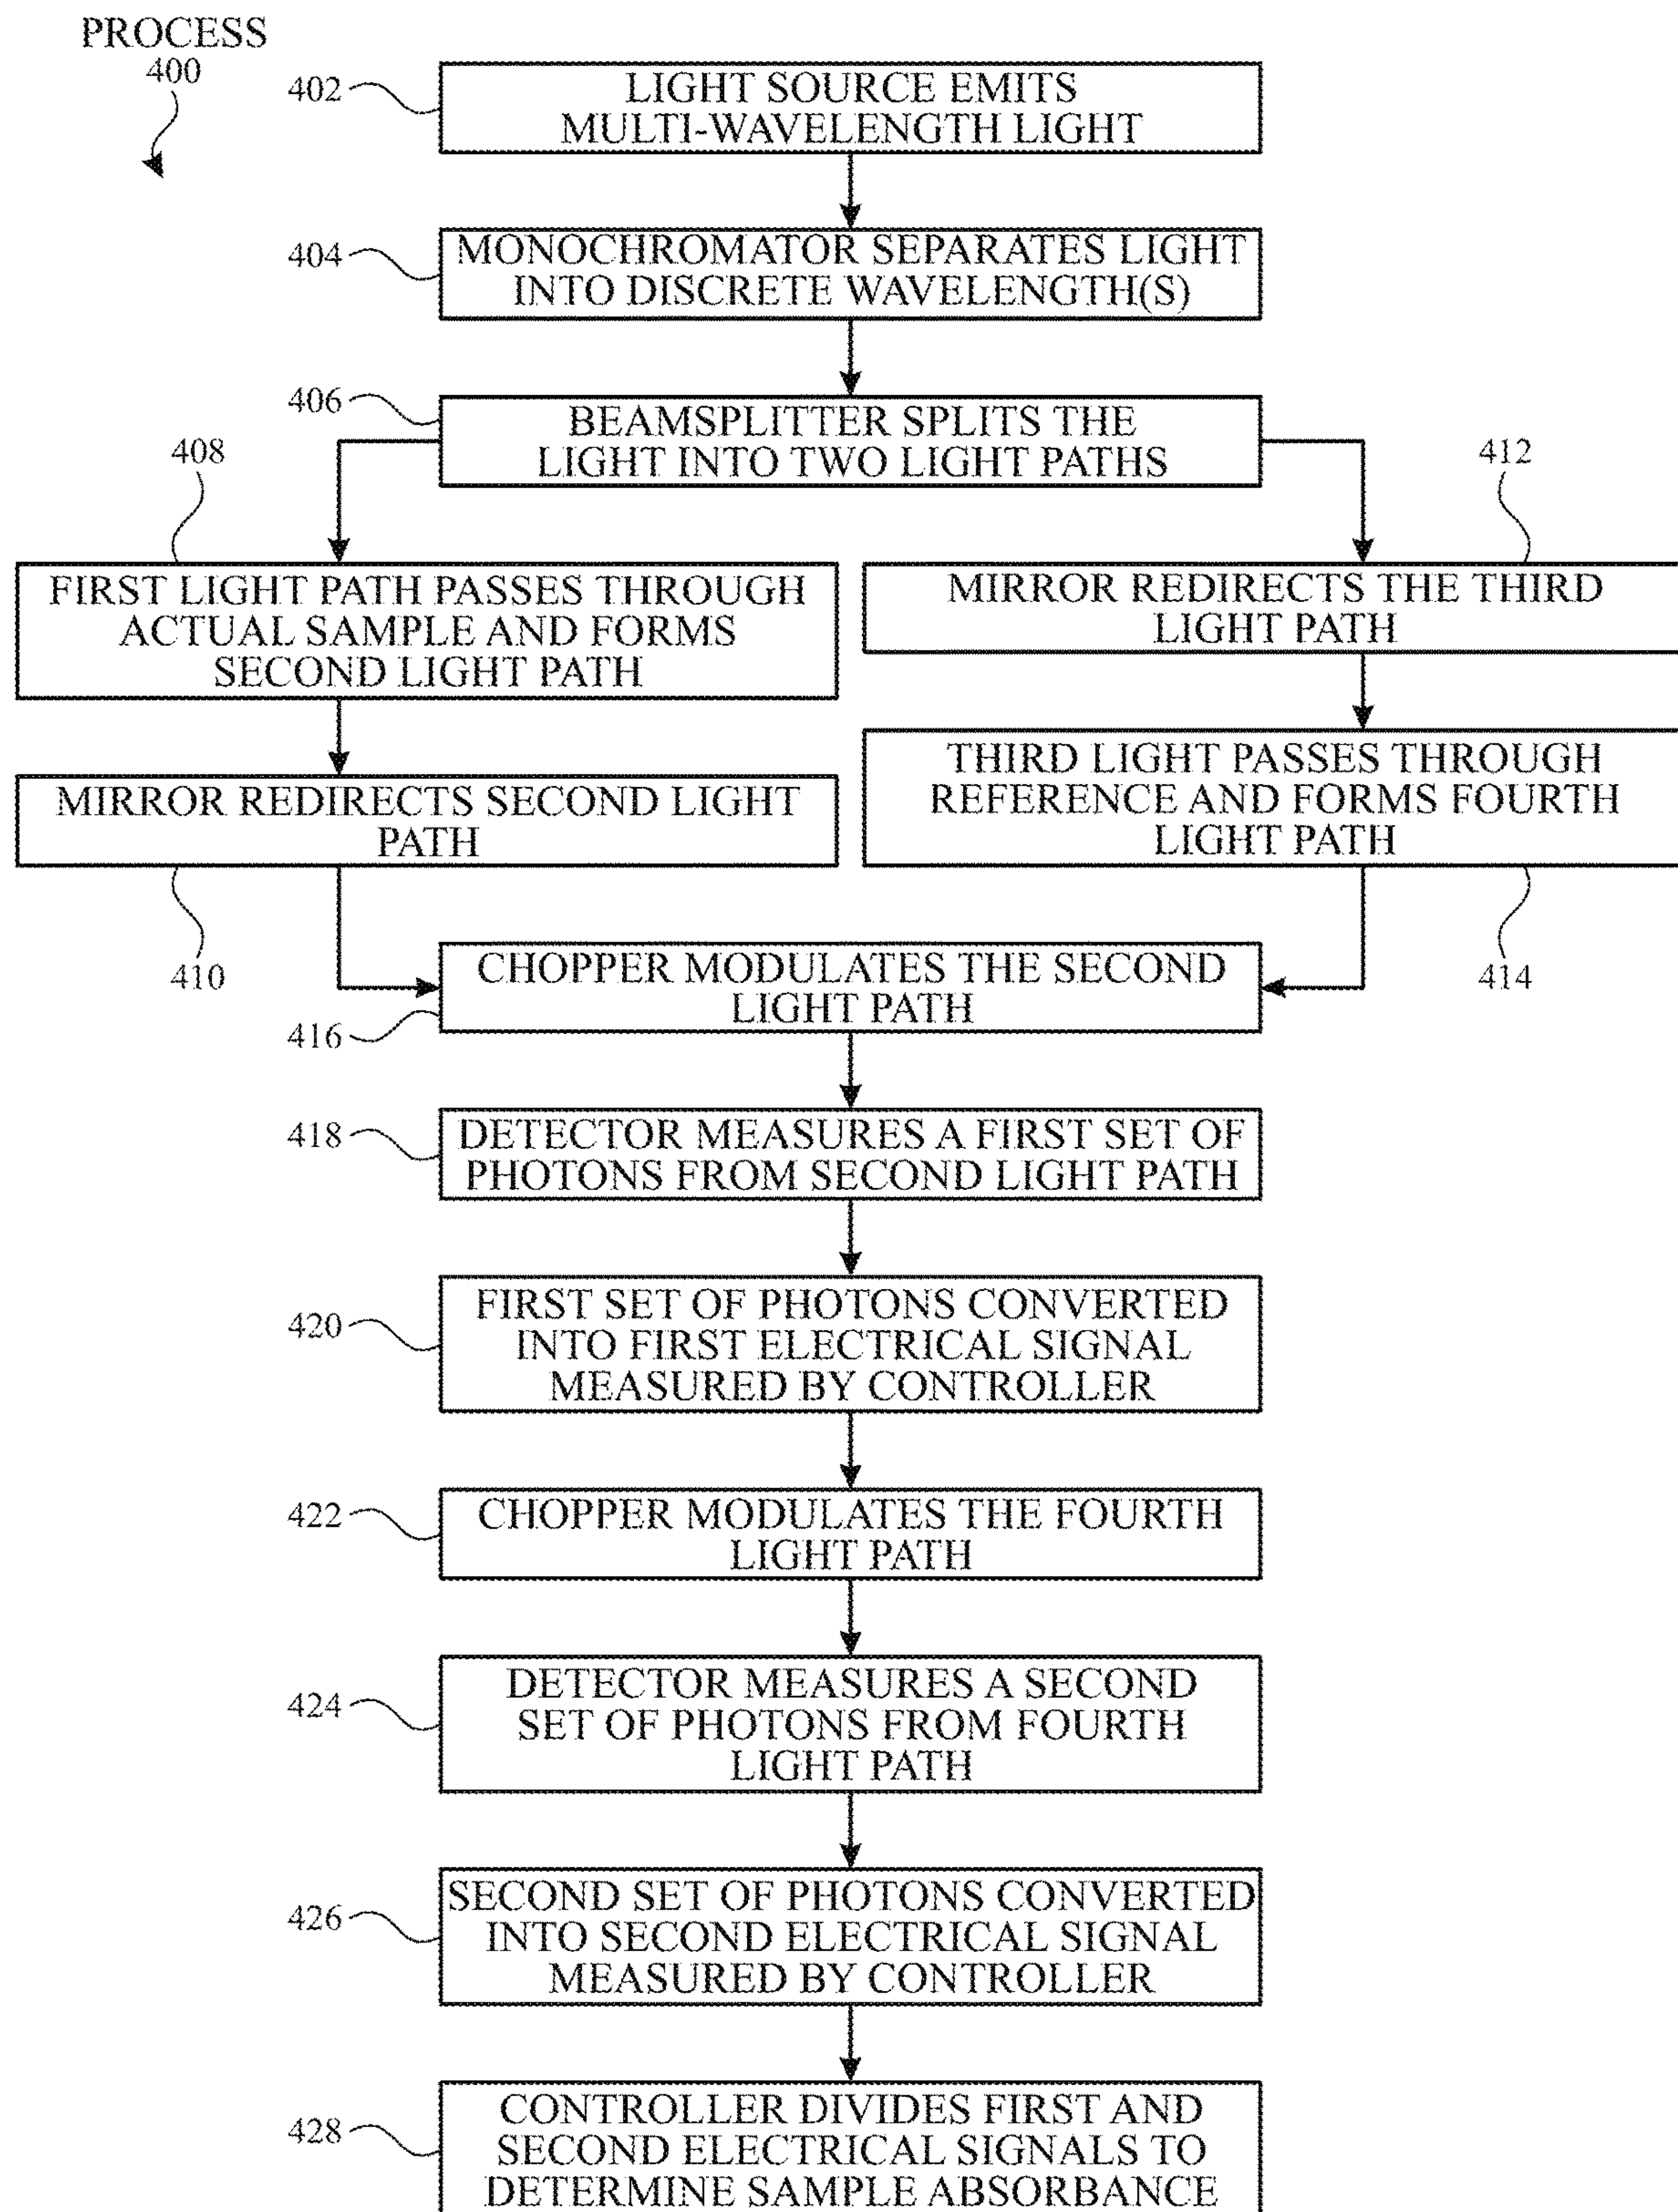 PROCESS
400
402
LIGHT SOURCE EMITS
MULTI-WAVELENGTH LIGHT
404
MONOCHROMATOR SEPARATES LIGHT
INTO DISCRETE WAVELENGTH(S)
406
BEAMSPLITTER SPLITS THE
LIGHT INTO TWO LIGHT PATHS
408
FIRST LIGHT PATH PASSES THROUGH
ACTUAL SAMPLE AND FORMS
SECOND LIGHT PATH
MIRROR REDIRECTS SECOND LIGHT
PATH
410
412
MIRROR REDIRECTS THE THIRD
LIGHT PATH
THIRD LIGHT PASSES THROUGH
REFERENCE AND FORMS FOURTH
LIGHT PATH
414
CHOPPER MODULATES THE SECOND
LIGHT PATH
416
418
DETECTOR MEASURES A FIRST SET OF
PHOTONS FROM SECOND LIGHT PATH
420
FIRST SET OF PHOTONS CONVERTED
INTO FIRST ELECTRICAL SIGNAL
MEASURED BY CONTROLLER
422
CHOPPER MODULATES THE FOURTH
LIGHT PATH
424
DETECTOR MEASURES A SECOND
SET OF PHOTONS FROM FOURTH
LIGHT PATH
426
SECOND SET OF PHOTONS CONVERTED
INTO SECOND ELECTRICAL SIGNAL
MEASURED BY CONTROLLER
428
CONTROLLER DIVIDES FIRST AND
SECOND ELECTRICAL SIGNALS TO
DETERMINE SAMPLE ABSORBANCE